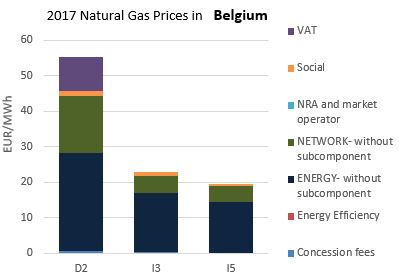 2017 Natural Gas Prices in Belgium
EUR/MWh
60
50
40
30
20
10
0
D2 I3 I5
VAT
Social
NRA and market
operator
NETWORK- without
subcomponent
ENERGY- without
subcomponent
Energy Efficiency
Concession fees